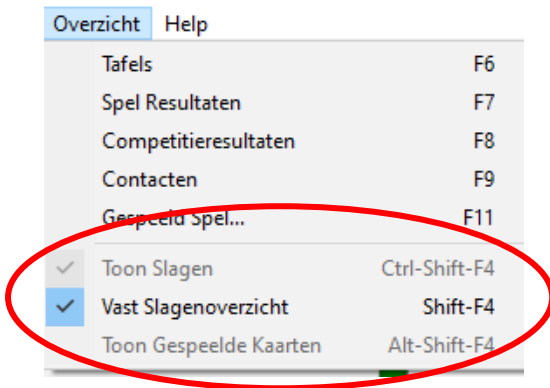 Overzicht Help
Tafels F6
Spel Resultaten F7
Competitieresultaten F8
Contacten F9
Gespeeld Spel... F11
Toon Slagen Ctrl-Shift-F4
Vast Slagenoverzicht Shift-F4
Toon Gespeelde Kaarten Alt-Shift-F4